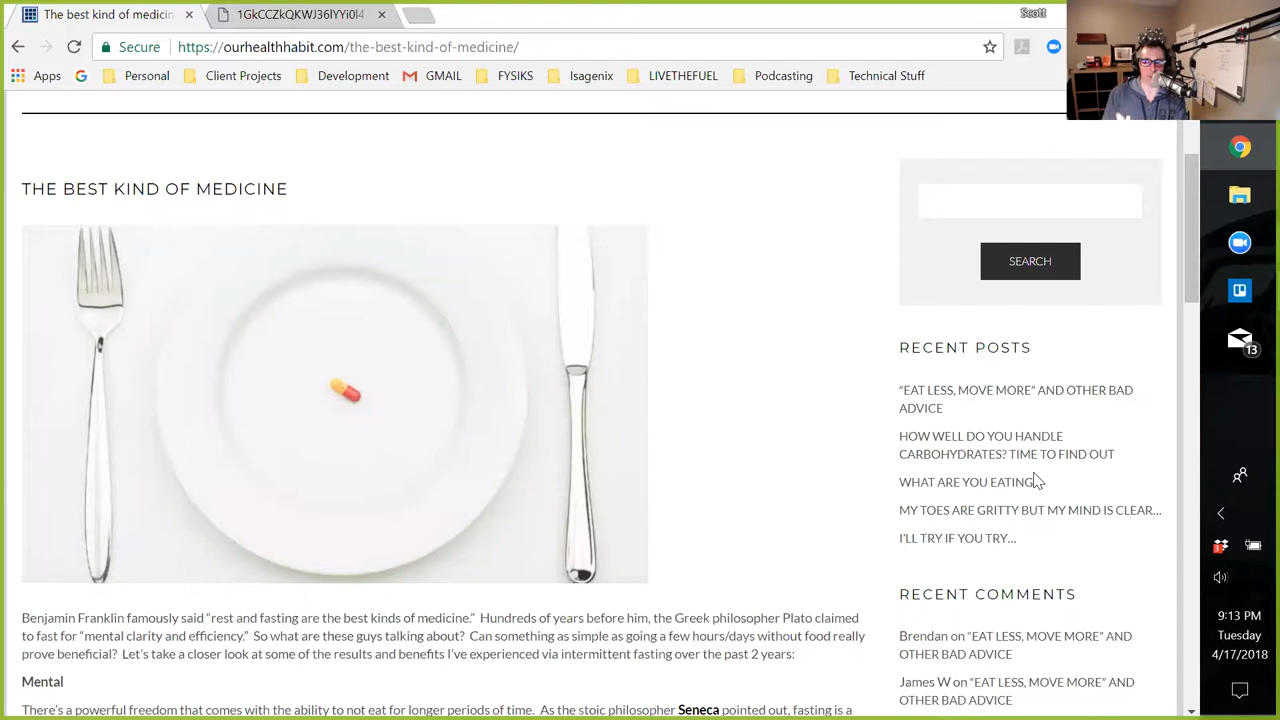 The best kind of medicine
1GkCCZkQKWJ38tYYi0l4
Scott
Secure
https://ourhealthhabit.com/the-best-kind-of-medicine/
Apps
Personal
Client Projects
Development
GMAIL
FYSIKS
Isagenix
LIVETHEFUEL
Podcasting
Technical Stuff
THE BEST KIND OF MEDICINE
SEARCH
RECENT POSTS
“EAT LESS, MOVE MORE” AND OTHER BAD
ADVICE
HOW WELL DO YOU HANDLE
CARBOHYDRATES? TIME TO FIND OUT
WHAT ARE YOU EATING
MY TOES ARE GRITTY BUT MY MIND IS CLEAR…
I’LL TRY IF YOU TRY…
RECENT COMMENTS
Brendan on “EAT LESS, MOVE MORE” AND
OTHER BAD ADVICE
James W on “EAT LESS, MOVE MORE” AND
OTHER BAD ADVICE
Benjamin Franklin famously said “rest and fasting are the best kinds of medicine.” Hundreds of years before him, the Greek philosopher Plato claimed
to fast for “mental clarity and efficiency.” So what are these guys talking about? Can something as simple as going a few hours/days without food really
prove beneficial? Let’s take a closer look at some of the results and benefits I’ve experienced via intermittent fasting over the past 2 years:
Mental
There’s a powerful freedom that comes with the ability to not eat for longer periods of time. As the stoic philosopher Seneca pointed out, fasting is a
13
3
9:13 PM
Tuesday
4/17/2018